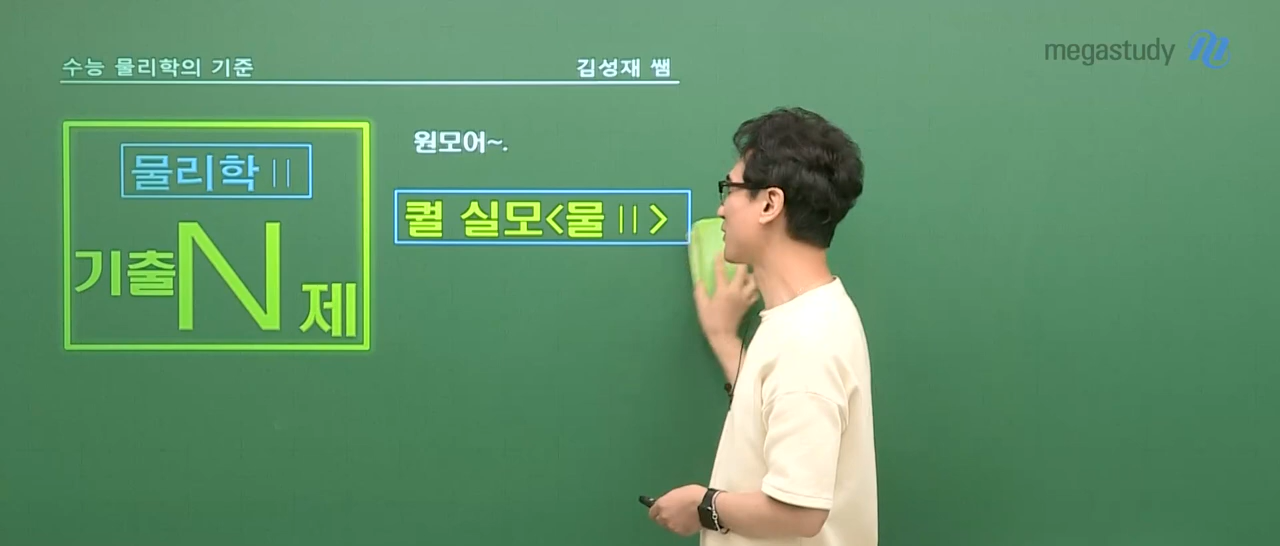 수능 물리학의 기준
김성재 쌤
megastudy
물리학 II
기출 N 제
원모어~.
퀄 실모<물 II>